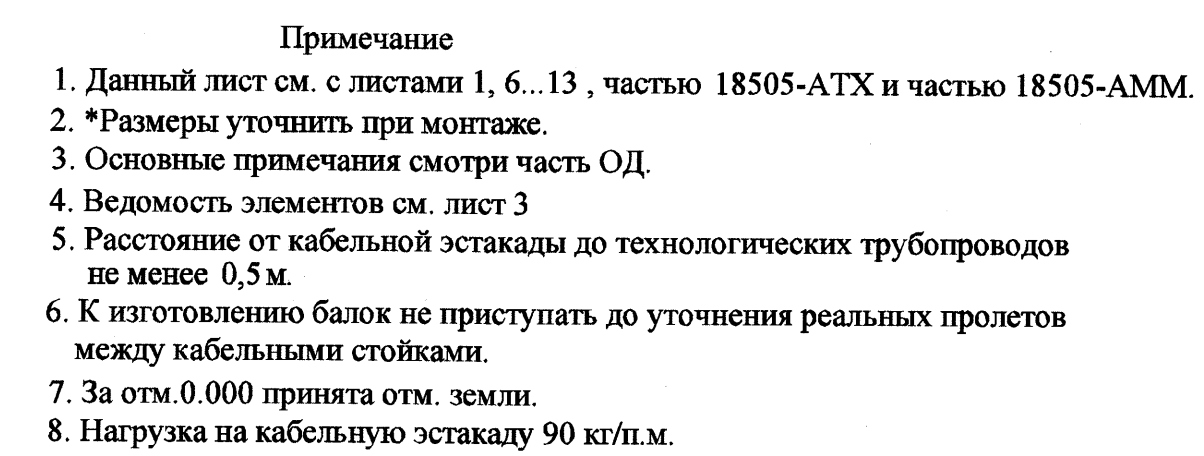 Примечание
1. Данный лист см. с листами 1, 6...13 , частью 18505-АТХ и частью 18505-АММ.
2. *Размеры уточнить при монтаже.
3. Основные примечания смотри часть ОД.
4. Ведомость элементов см. лист 3
5. Расстояние от кабельной эстакады до технологических трубопроводов
не менее 0,5 м.
6. К изготовлению балок не приступать до уточнения реальных пролетов
между кабельными стойками.
7. За отм.0.000 принята отм. земли.
8. Нагрузка на кабельную эстакаду 90 кг/п.м.